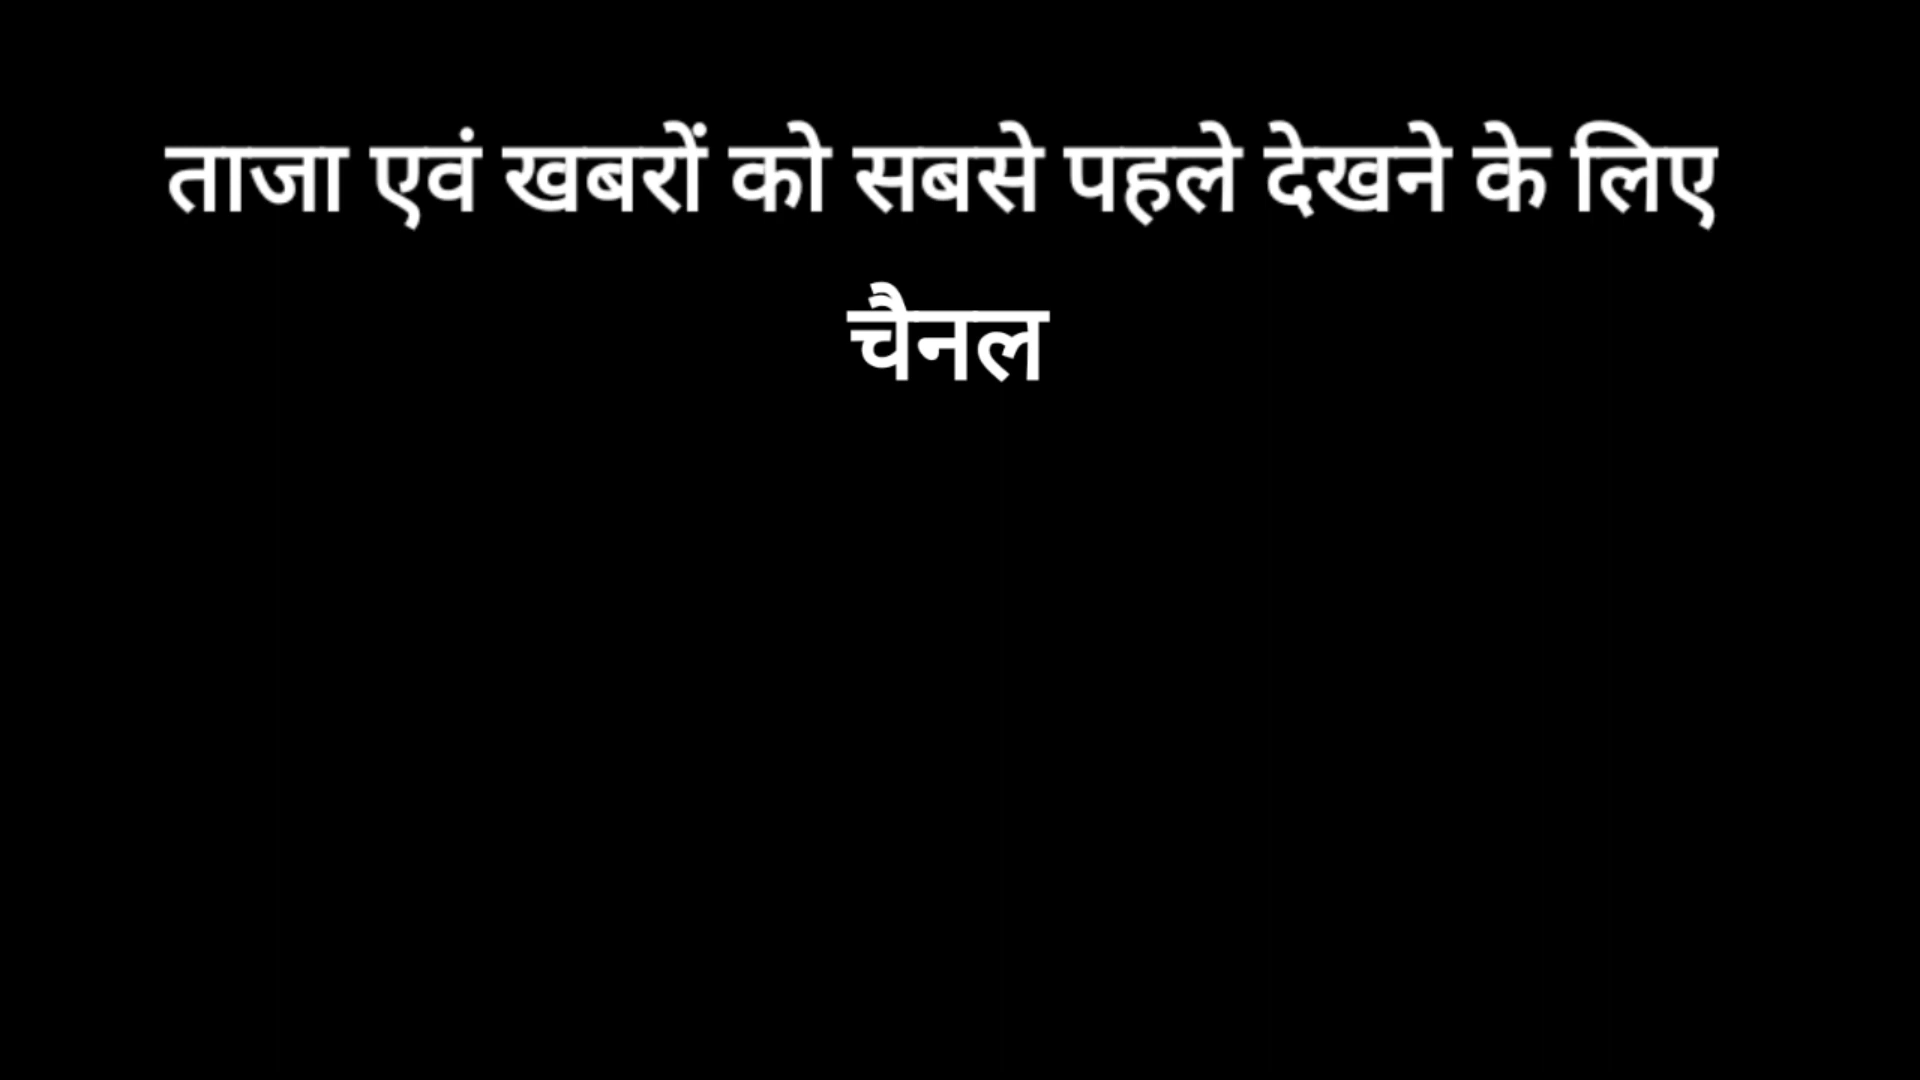 ताजा एवं खबरों को सबसे पहले देखने के लिए
चैनल